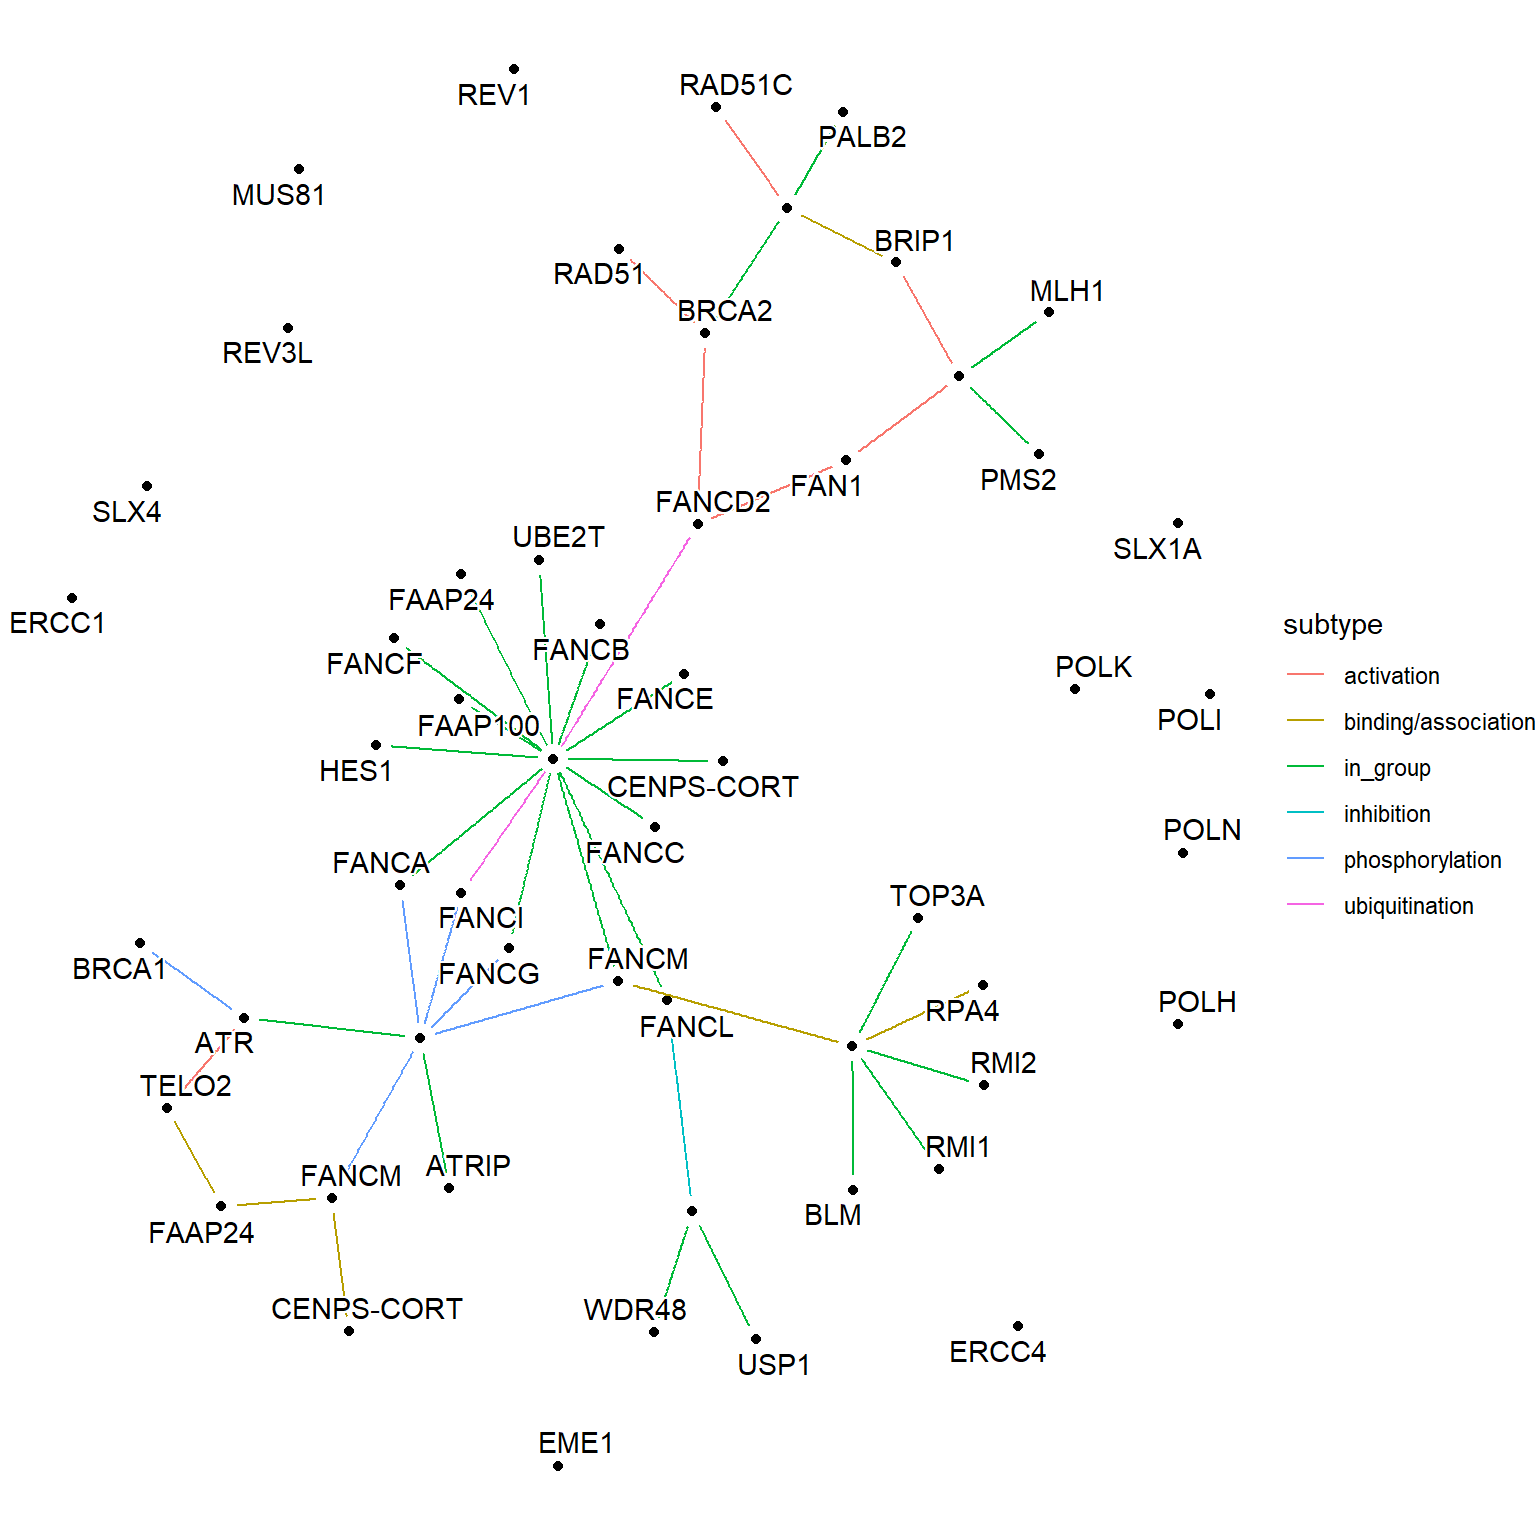 RAD51C
REV1
PALB2
MUS81
BRIP1
RAD51
MLH1
BRCA2
REV3L
PMS2
FAN1
FANCD2
SLX4
UBE2T
SLX1A
FAAP24
ERCC1
subtype
FANCB
FANCF
POLK
activation
FANCE
POLI
binding/association
FAAP100
in_group
HES1
CENPS-CORT
inhibition
POLN
FANCC
FANCA
phosphorylation
TOP3A
ubiquitination
FANCI
FANCM
BRCA1
FANCG
POLH
RPA4
FANCL
ATR
RMI2
TELO2
RMI1
ATRIP
FANCM
BLM
FAAP24
CENPS-CORT
WDR48
ERCC4
USP1
EME1